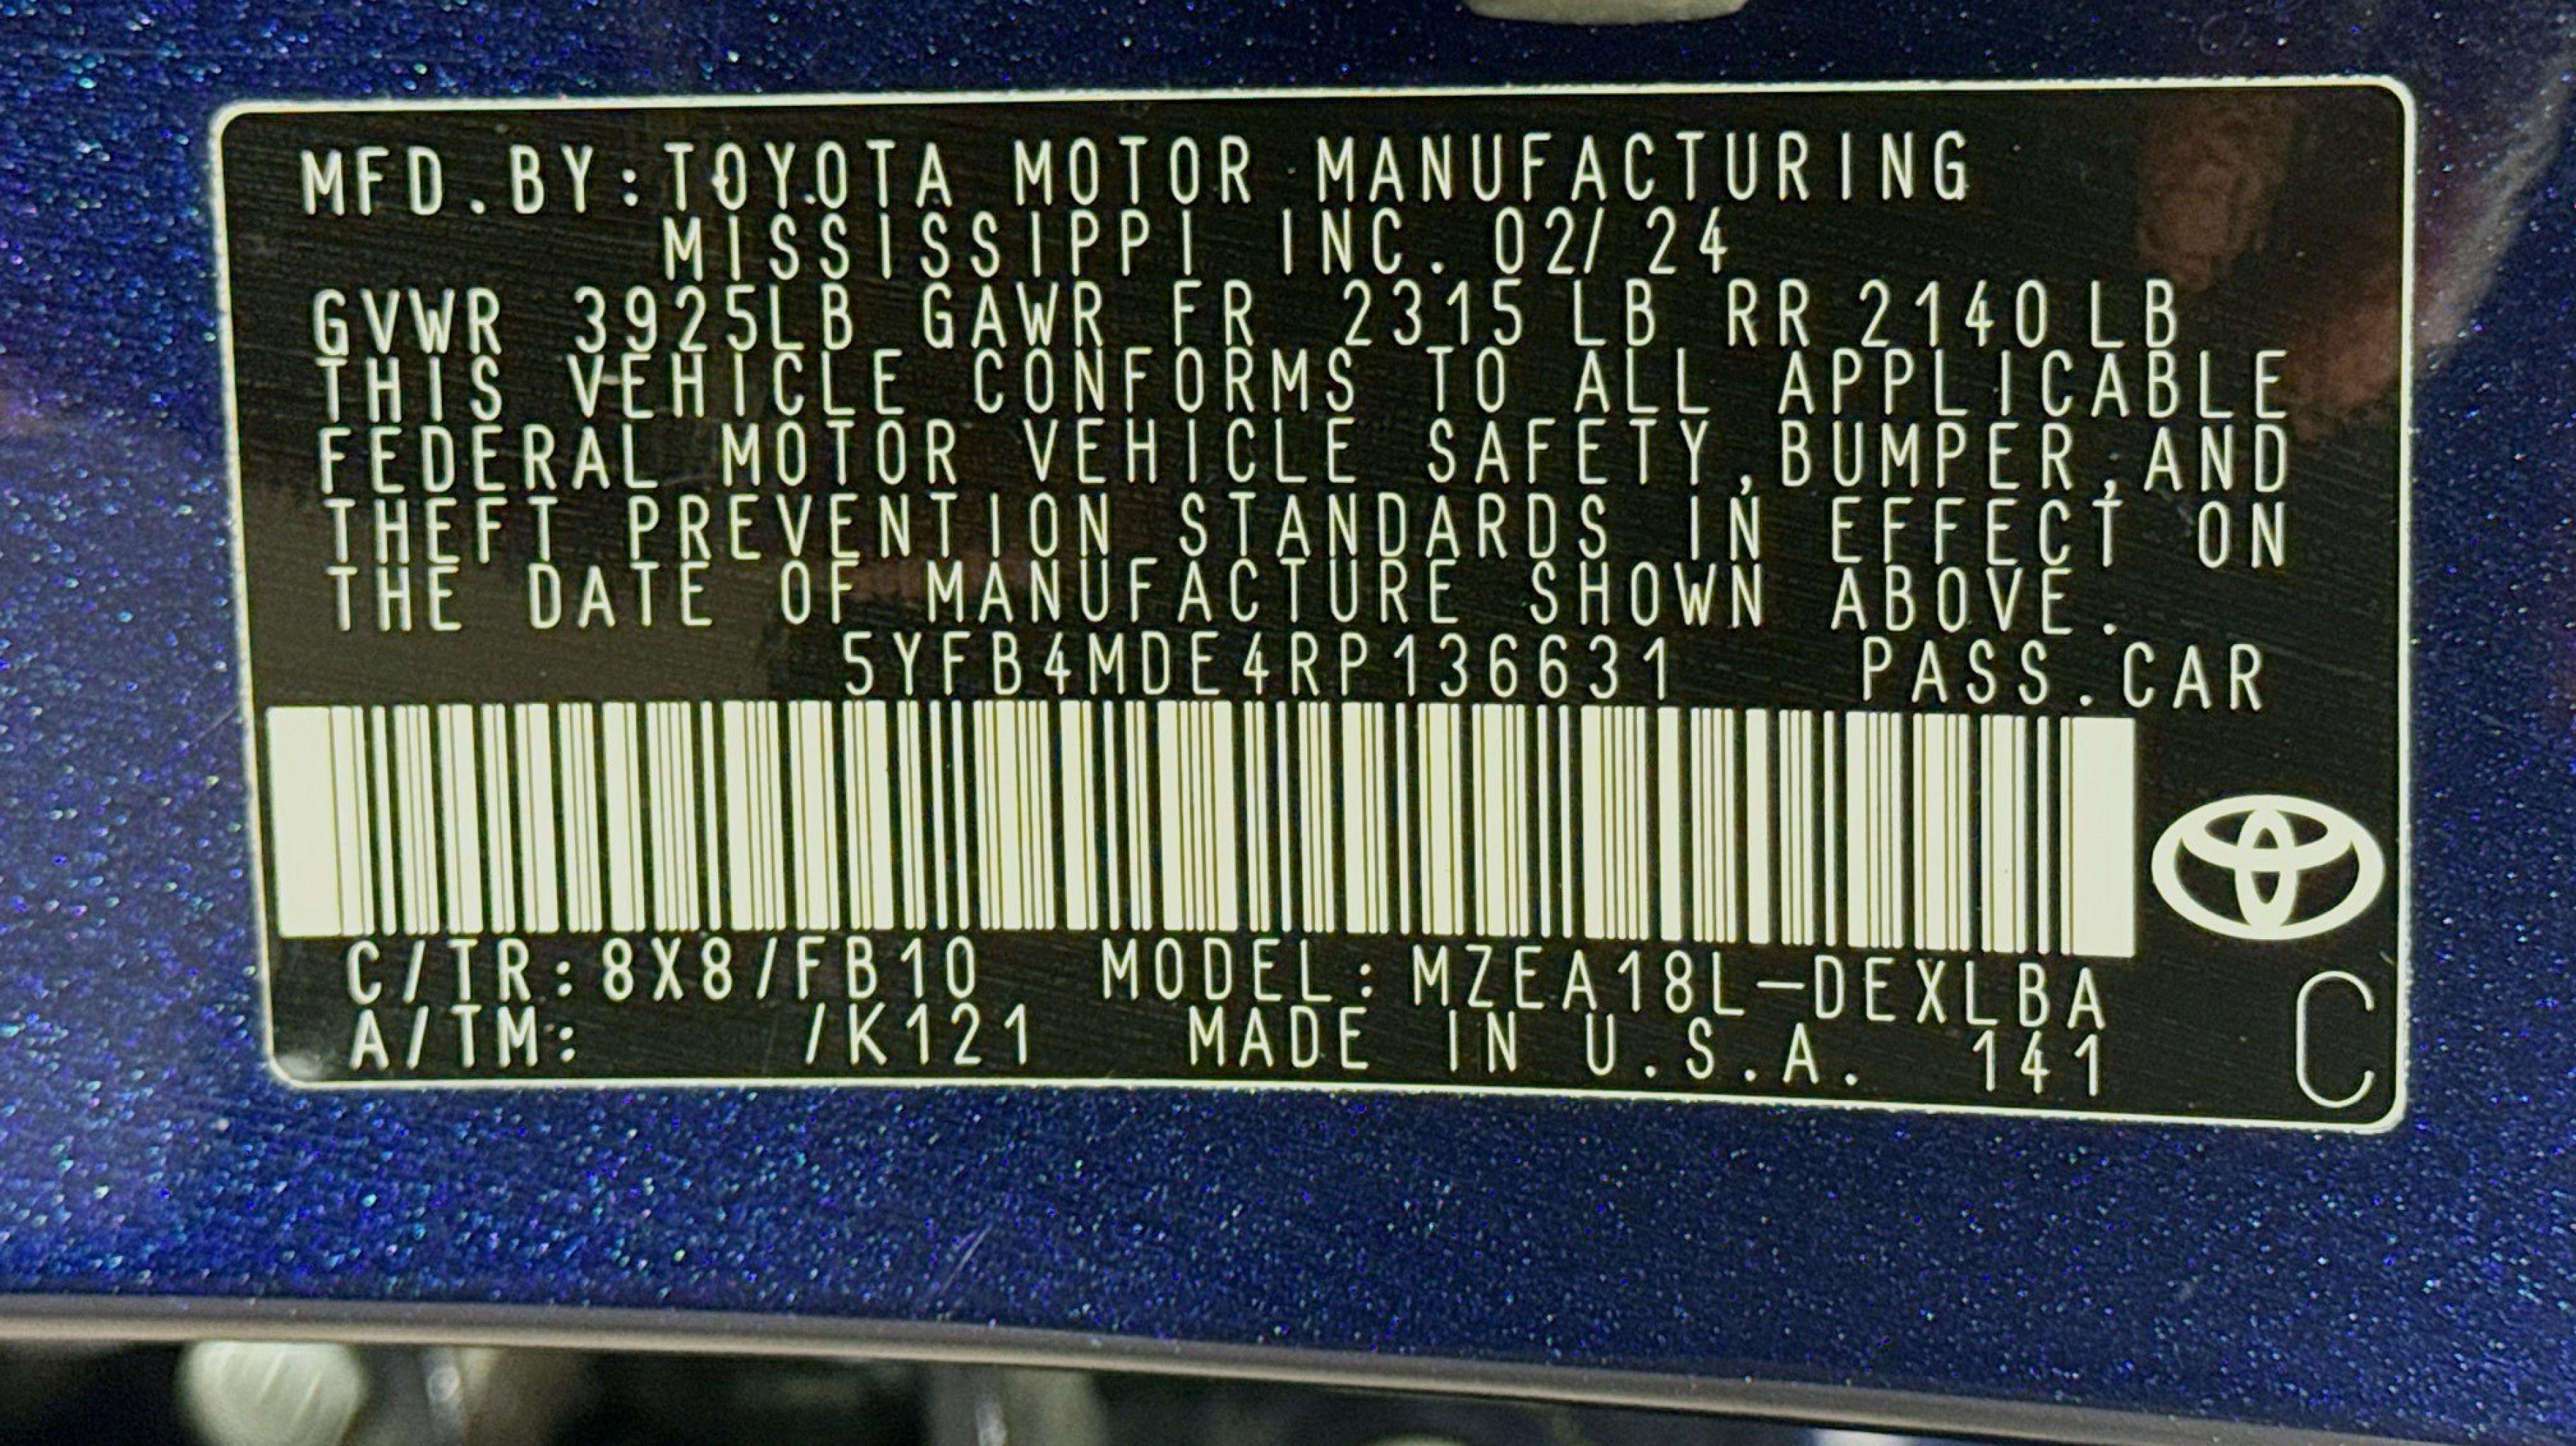 MFD.BY:TOYOTA MOTOR MANUFACTURING
MISSISSIPPI INC. 02/ 24
GVWR 3925LB GAWR FR 2315 LB RR 2140 LB
THIS VEHICLE CONFORMS TO ALL APPLICABLE
FEDERAL MOTOR VEHICLE SAFETY,BUMPER,AND
THEFT PREVENTION STANDARDS IN EFFECT ON
THE DATE OF MANUFACTURE SHOWN ABOVE.
5YFB4MDE4RP136631 PASS.CAR
C/TR:8X8/FB10 MODEL:MZEA18L-DEXLBA
A/TM: /K121 MADE IN U.S.A. 141 C